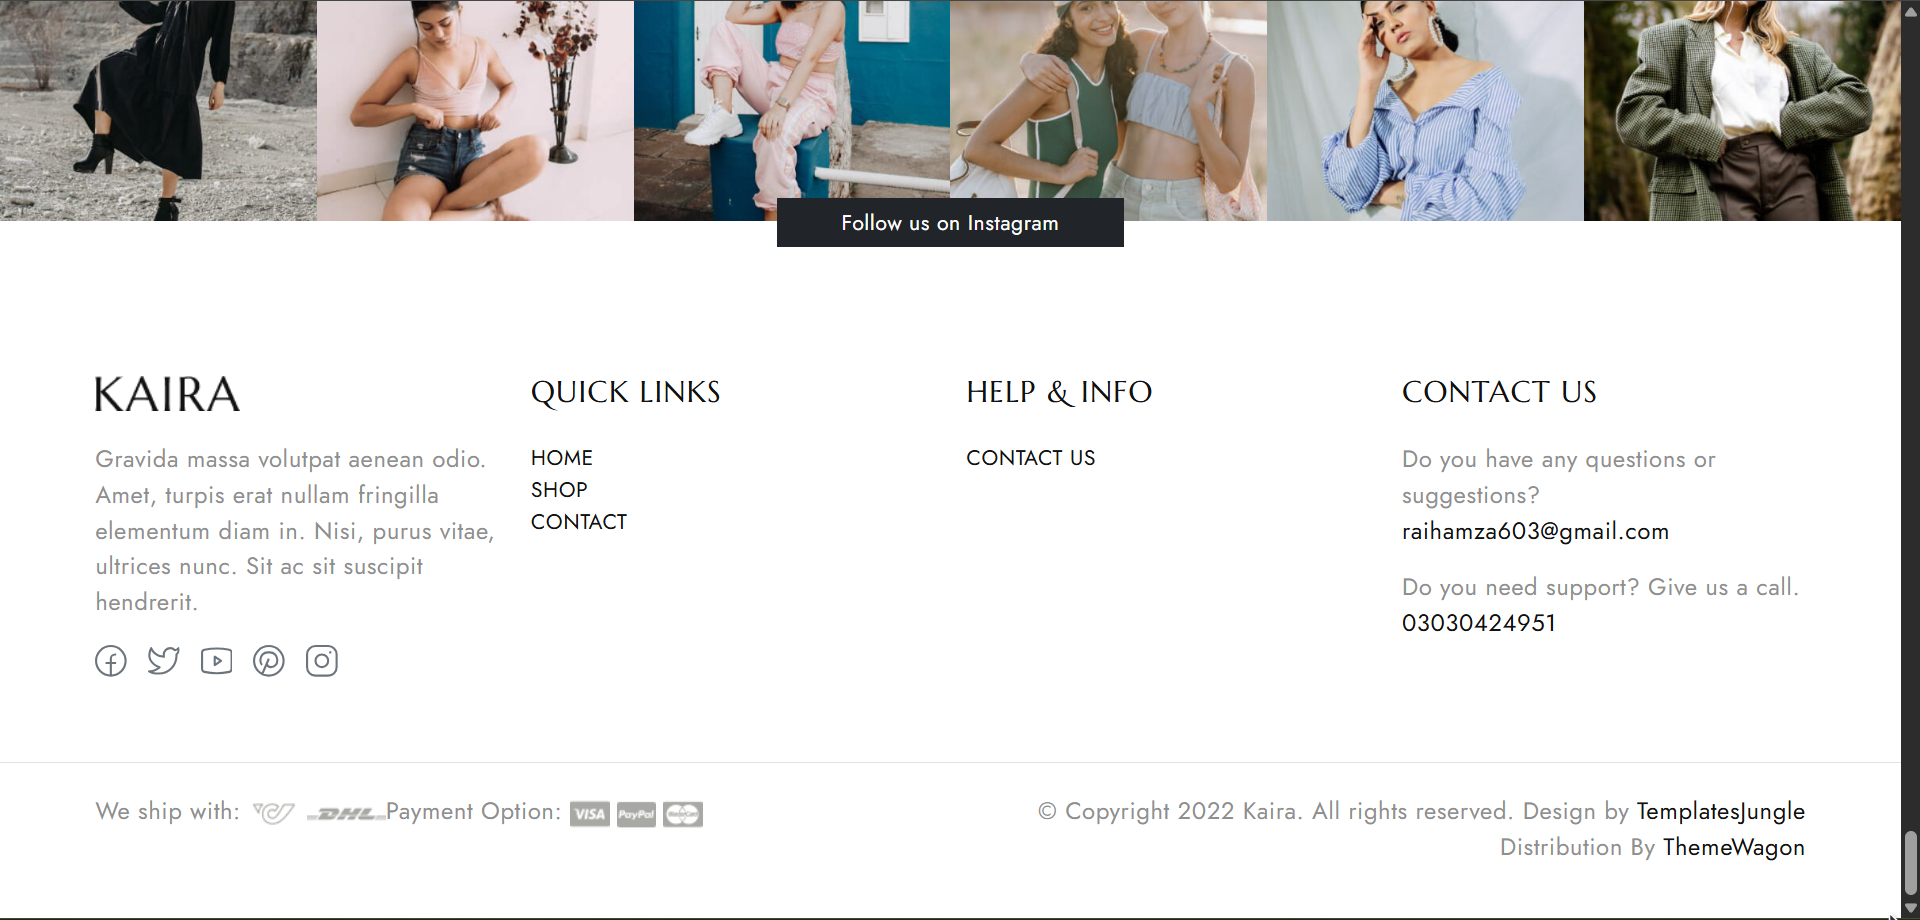 Follow us on Instagram
KAIRA
Gravida massa volutpat aenean odio.
Amet, turpis erat nullam fringilla
elementum diam in. Nisi, purus vitae,
ultrices nunc. Sit ac sit suscipit
hendrerit.
QUICK LINKS
HOME
SHOP
CONTACT
HELP & INFO
CONTACT US
CONTACT US
Do you have any questions or
suggestions?
raihamza603@gmail.com
Do you need support? Give us a call.
03030424951
We ship with: DHL Payment Option: VISA PayPal MasterCard
© Copyright 2022 Kaira. All rights reserved. Design by TemplatesJungle
Distribution By ThemeWagon